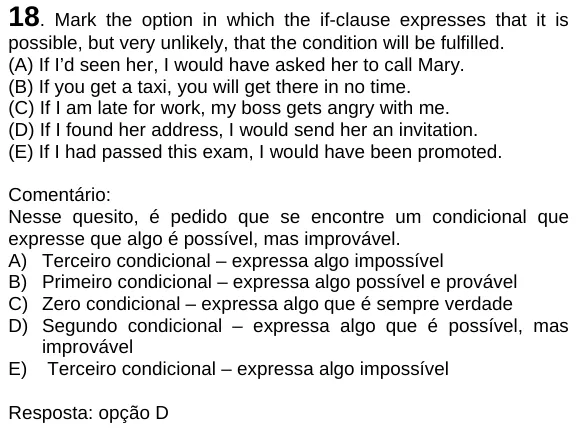 18. Mark the option in which the if-clause expresses that it is
possible, but very unlikely, that the condition will be fulfilled.
(A) If I’d seen her, I would have asked her to call Mary.
(B) If you get a taxi, you will get there in no time.
(C) If I am late for work, my boss gets angry with me.
(D) If I found her address, I would send her an invitation.
(E) If I had passed this exam, I would have been promoted.
Comentário:
Nesse quesito, é pedido que se encontre um condicional que
expresse que algo é possível, mas improvável.
A) Terceiro condicional – expressa algo impossível
B) Primeiro condicional – expressa algo possível e provável
C) Zero condicional – expressa algo que é sempre verdade
D) Segundo condicional – expressa algo que é possível, mas
improvável
E) Terceiro condicional – expressa algo impossível
Resposta: opção D